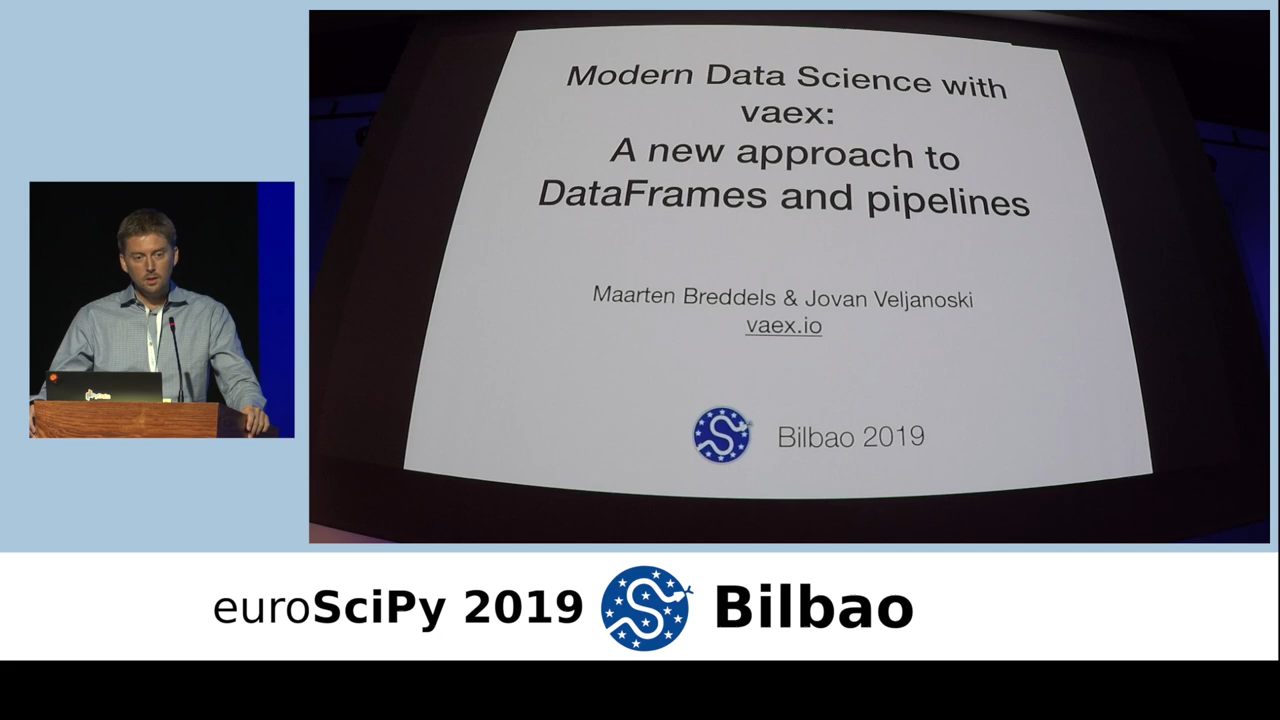 Modern Data Science with
vaex:
A new approach to
DataFrames and pipelines
Maarten Breddels & Jovan Veljanoski
vaex.io
Bilbao 2019
PyData
euroSciPy 2019 Bilbao